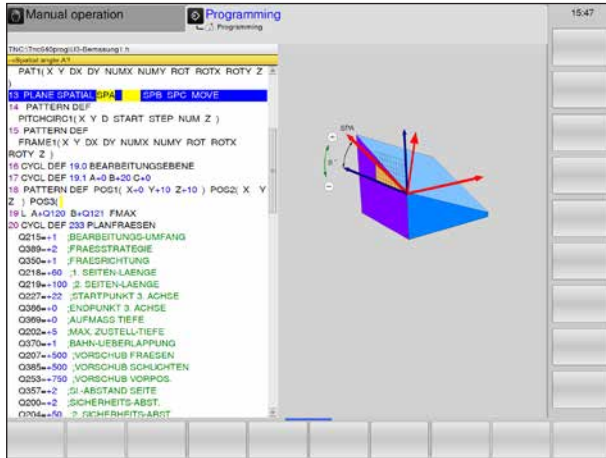 Manual operation
Programming
Programming
15:47
TNC:\Tnc640prog\U3-Bemassung1.h
→Spatial angle A?
PAT1( X Y DX DY NUMX NUMY ROT ROTX ROTY Z
)
13 PLANE SPATIAL SPA SPB SPC MOVE
14 PATTERN DEF
PITCHCIRC1( X Y D START STEP NUM Z )
15 PATTERN DEF
FRAME1( X Y DX DY NUMX NUMY ROT ROTX
ROTY Z )
16 CYCL DEF 19.0 BEARBEITUNGSEBENE
17 CYCL DEF 19.1 A+0 B+20 C+0
18 PATTERN DEF POS1( X+0 Y+10 Z+10 ) POS2( X Y
Z ) POS3(
19 L A+Q120 B+Q121 FMAX
20 CYCL DEF 233 PLANFRAESEN
Q215=+1 ;BEARBEITUNGS-UMFANG
Q389=+2 ;FRAESSTRATEGIE
Q350=+1 ;FRAESRICHTUNG
Q218=+60 ;1. SEITEN-LAENGE
Q219=+100 ;2. SEITEN-LAENGE
Q227=+22 ;STARTPUNKT 3. ACHSE
Q386=+0 ;ENDPUNKT 3. ACHSE
Q369=+0 ;AUFMASS TIEFE
Q202=+5 ;MAX. ZUSTELL-TIEFE
Q370=+1 ;BAHN-UEBERLAPPUNG
Q207=+500 ;VORSCHUB FRAESEN
Q385=+500 ;VORSCHUB SCHLICHTEN
Q253=+750 ;VORSCHUB VORPOS.
Q357=+2 ;SI.-ABSTAND SEITE
Q200=+2 ;SICHERHEITS-ABST.
Q204=+50 ;2. SICHERHEITS-ABST.
SPA
+
−